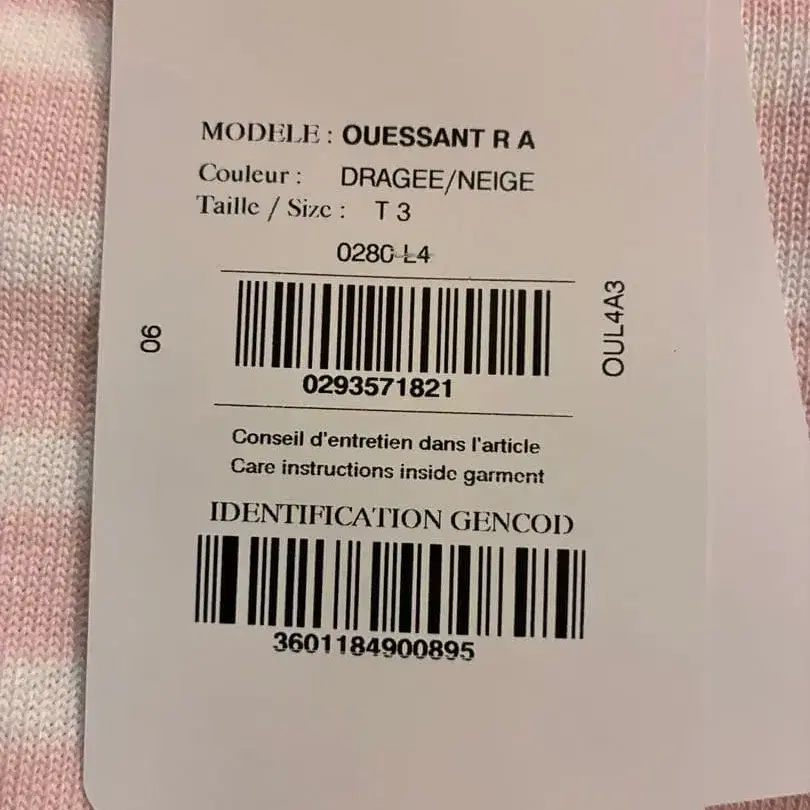 MODELE : OUESSANT R A
Couleur : DRAGEE/NEIGE
Taille / Size : T 3
0280 L4
06
OUL4A3
0293571821
Conseil d'entretien dans l'article
Care instructions inside garment
IDENTIFICATION GENCOD
3601184900895